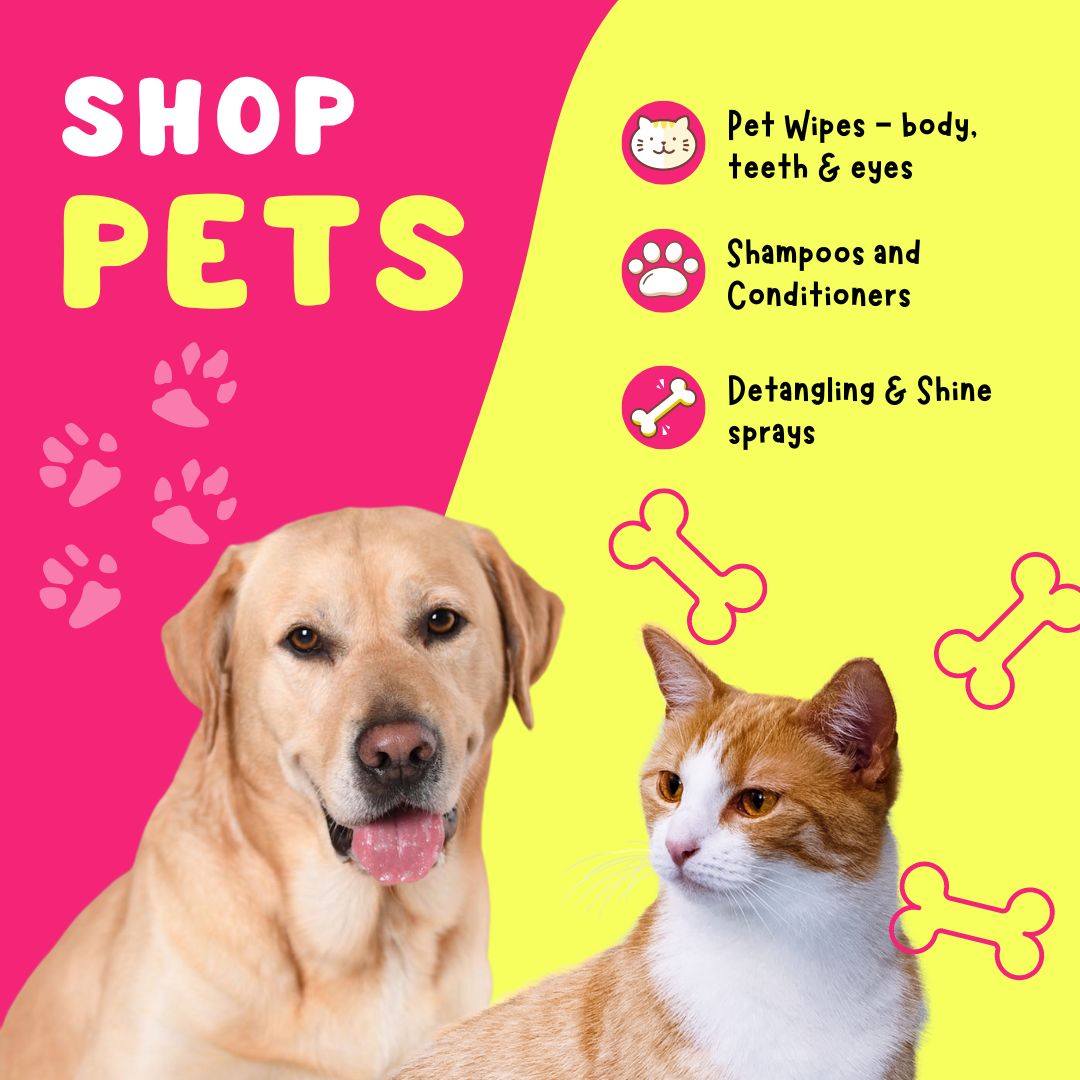 SHOP
PETS
Pet Wipes – body,
teeth & eyes
Shampoos and
Conditioners
Detangling & Shine
sprays